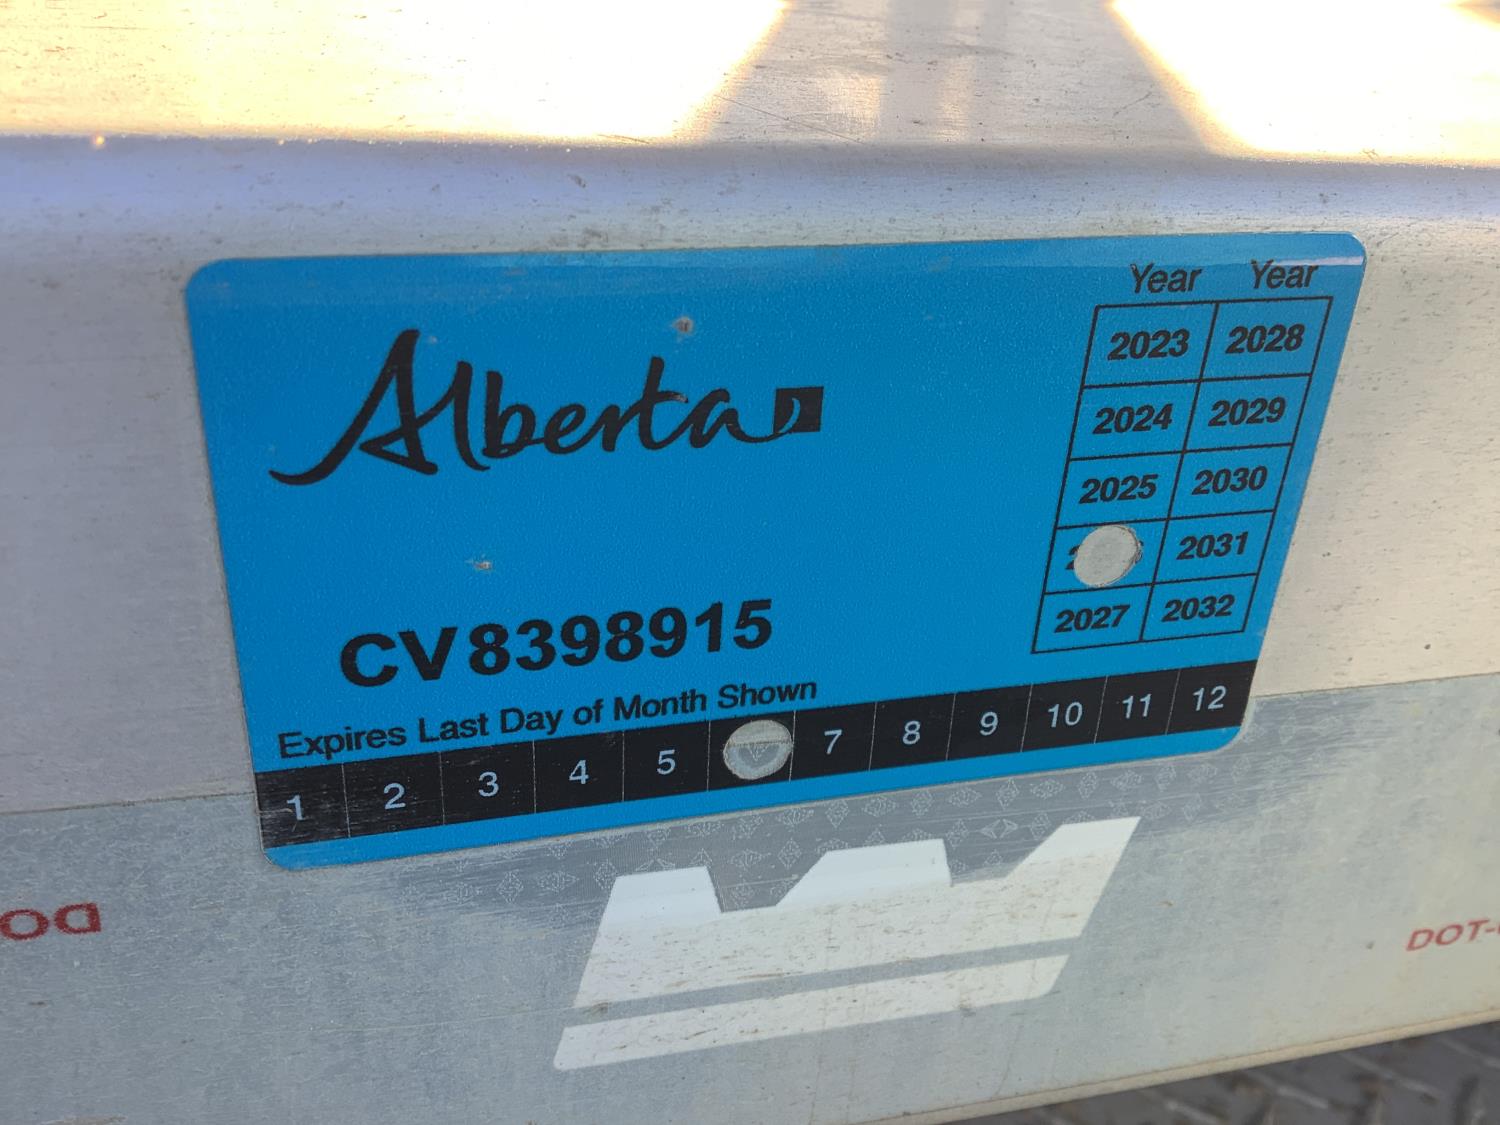 Alberta
Year Year
2023 2028
2024 2029
2025 2030
2031
2027 2032
CV8398915
Expires Last Day of Month Shown
1 2 3 4 5 7 8 9 10 11 12
DOT-